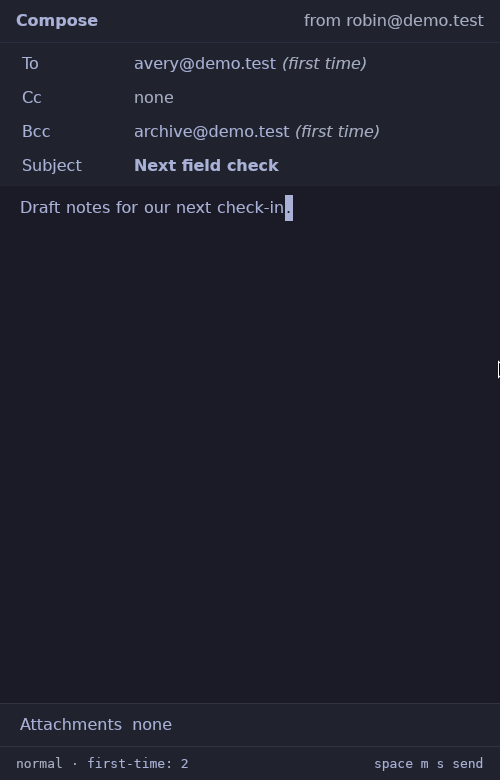 Compose from robin@demo.test
To avery@demo.test (first time)
Cc none
Bcc archive@demo.test (first time)
Subject Next field check
Draft notes for our next check-in.
Attachments none
normal · first-time: 2 space m s send